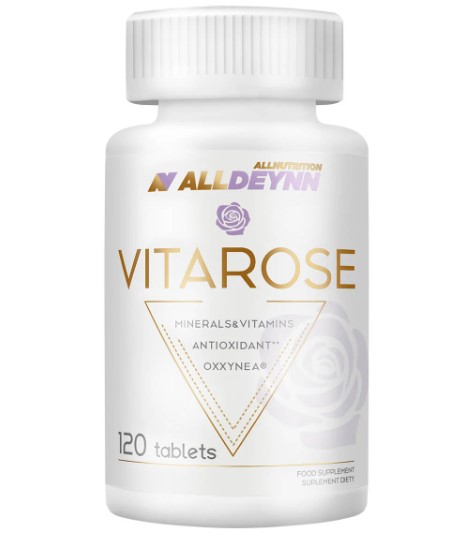 ALLNUTRITION
ALLDEYNN
VITAROSE
MINERALS&VITAMINS
ANTIOXIDANT**
OXXYNEA®
120 tablets
FOOD SUPPLEMENT
SUPLEMENT DIETY